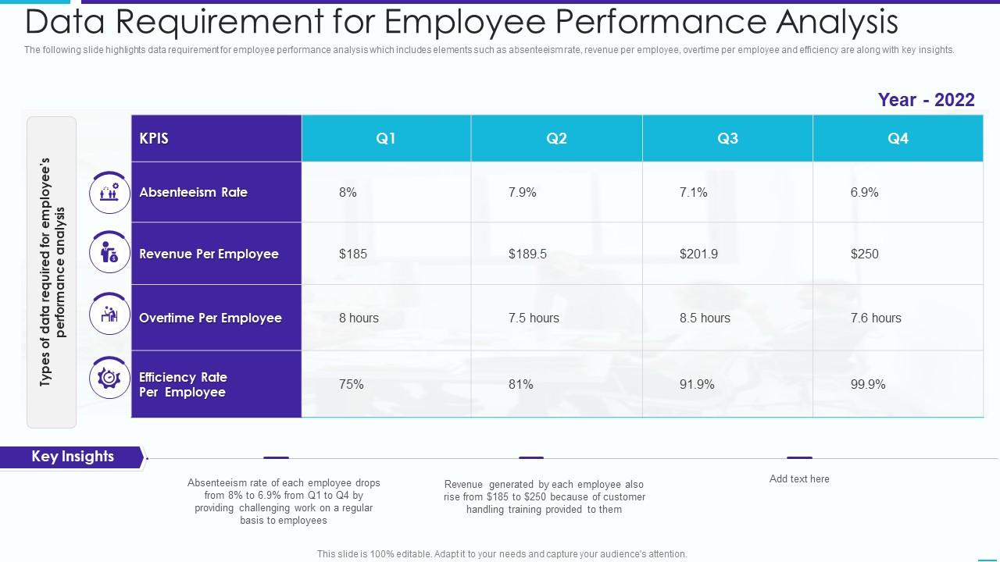 Data Requirement for Employee Performance Analysis
The following slide highlights data requirement for employee performance analysis which includes elements such as absenteeism rate, revenue per employee, overtime per employee and efficiency are along with key insights.
Year - 2022
Types of data required for employee's
performance analysis
KPIS Q1 Q2 Q3 Q4
Absenteeism Rate 8% 7.9% 7.1% 6.9%
Revenue Per Employee $185 $189.5 $201.9 $250
Overtime Per Employee 8 hours 7.5 hours 8.5 hours 7.6 hours
Efficiency Rate
Per Employee 75% 81% 91.9% 99.9%
Key Insights
Absenteeism rate of each employee drops
from 8% to 6.9% from Q1 to Q4 by
providing challenging work on a regular
basis to employees
Revenue generated by each employee also
rise from $185 to $250 because of customer
handling training provided to them
Add text here
This slide is 100% editable. Adapt it to your needs and capture your audience's attention.